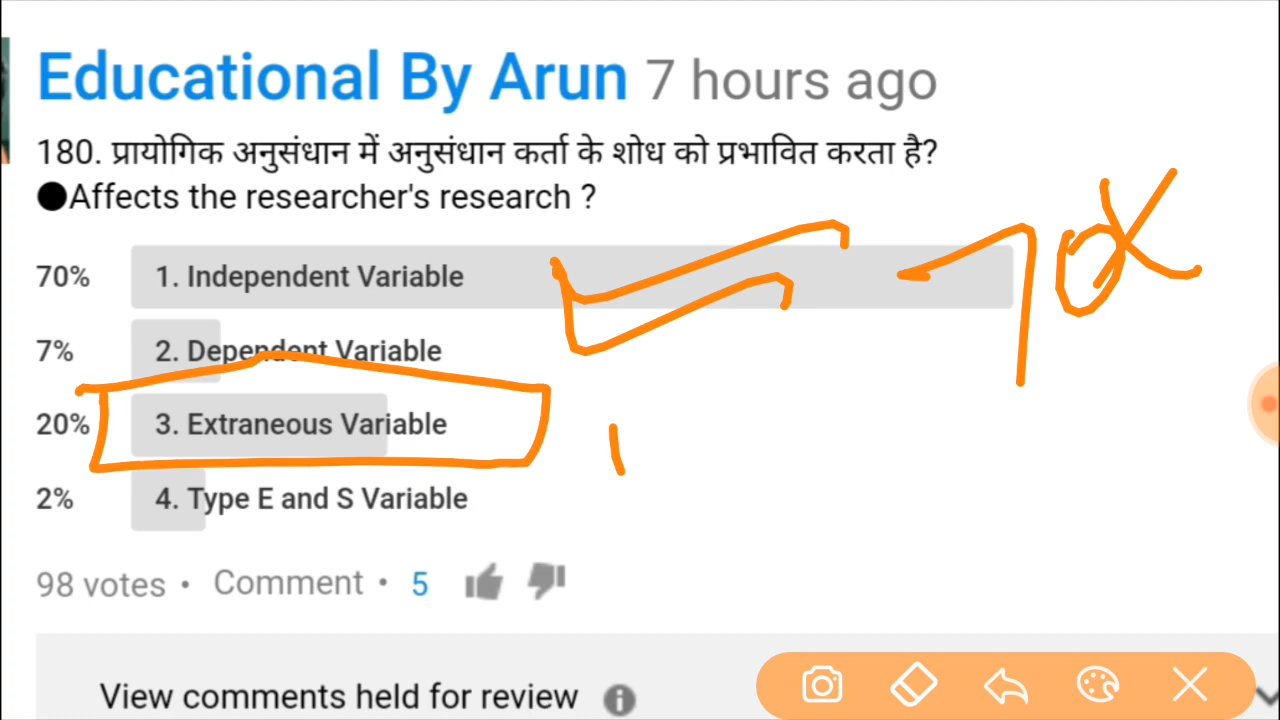 Educational By Arun 7 hours ago
180. प्रायोगिक अनुसंधान में अनुसंधान कर्ता के शोध को प्रभावित करता है?
●Affects the researcher's research ?
70% 1. Independent Variable
7% 2. Dependent Variable
20% 3. Extraneous Variable
2% 4. Type E and S Variable
98 votes • Comment • 5
View comments held for review